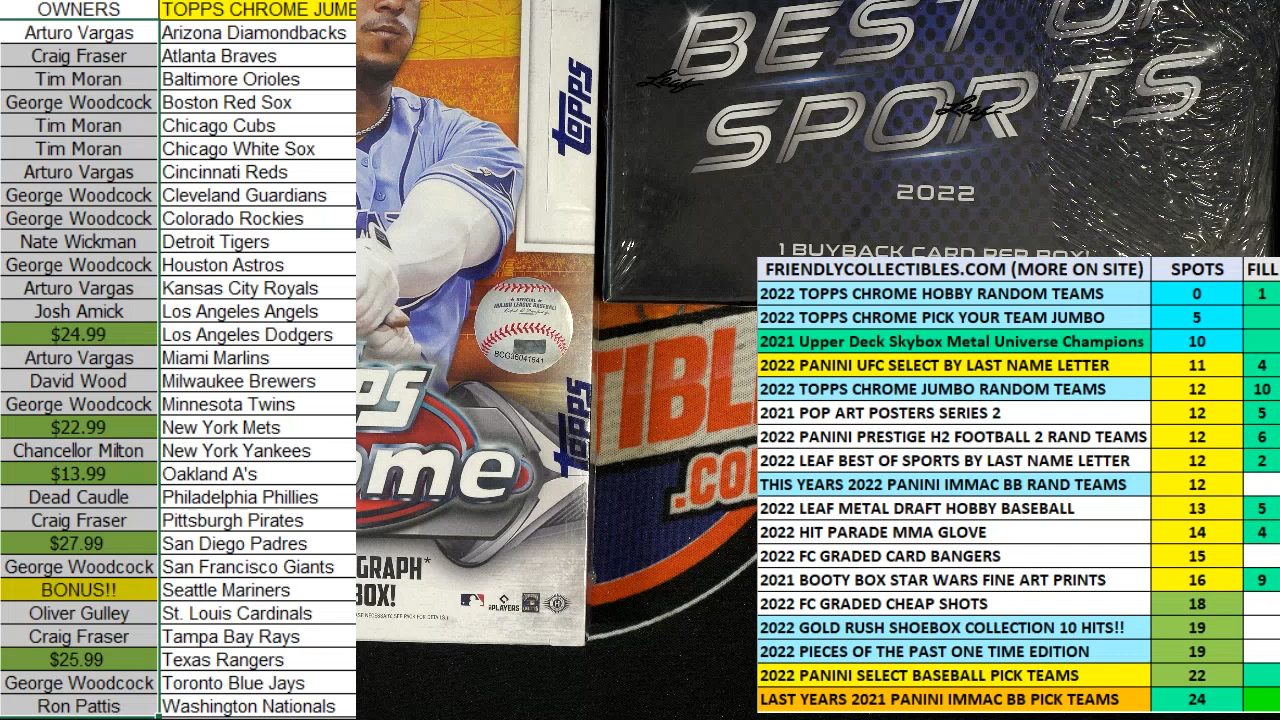 OWNERS TOPPS CHROME JUME
Arturo Vargas Arizona Diamondbacks
Craig Fraser Atlanta Braves
Tim Moran Baltimore Orioles
George Woodcock Boston Red Sox
Tim Moran Chicago Cubs
Tim Moran Chicago White Sox
Arturo Vargas Cincinnati Reds
George Woodcock Cleveland Guardians
George Woodcock Colorado Rockies
Nate Wickman Detroit Tigers
George Woodcock Houston Astros
Arturo Vargas Kansas City Royals
Josh Amick Los Angeles Angels
$24.99 Los Angeles Dodgers
Arturo Vargas Miami Marlins
David Wood Milwaukee Brewers
George Woodcock Minnesota Twins
$22.99 New York Mets
Chancellor Milton New York Yankees
$13.99 Oakland A's
Dead Caudle Philadelphia Phillies
Craig Fraser Pittsburgh Pirates
$27.99 San Diego Padres
George Woodcock San Francisco Giants
BONUS!! Seattle Mariners
Oliver Gulley St. Louis Cardinals
Craig Fraser Tampa Bay Rays
$25.99 Texas Rangers
George Woodcock Toronto Blue Jays
Ron Pattis Washington Nationals
topps
OFFICIAL
MAJOR LEAGUE BASEBALL
BCC36041541
topps
PS
ome
GRAPH*
BOX!
PLAYERS
BEST OF
SPORTS
Leaf
Leaf
2022
1 BUYBACK CARD PER BOX!
TIBL
.CO
FRIENDLYCOLLECTIBLES.COM (MORE ON SITE) SPOTS FILL
2022 TOPPS CHROME HOBBY RANDOM TEAMS 0 1
2022 TOPPS CHROME PICK YOUR TEAM JUMBO 5
2021 Upper Deck Skybox Metal Universe Champions 10
2022 PANINI UFC SELECT BY LAST NAME LETTER 11 4
2022 TOPPS CHROME JUMBO RANDOM TEAMS 12 10
2021 POP ART POSTERS SERIES 2 12 5
2022 PANINI PRESTIGE H2 FOOTBALL 2 RAND TEAMS 12 6
2022 LEAF BEST OF SPORTS BY LAST NAME LETTER 12 2
THIS YEARS 2022 PANINI IMMAC BB RAND TEAMS 12
2022 LEAF METAL DRAFT HOBBY BASEBALL 13 5
2022 HIT PARADE MMA GLOVE 14 4
2022 FC GRADED CARD BANGERS 15
2021 BOOTY BOX STAR WARS FINE ART PRINTS 16 9
2022 FC GRADED CHEAP SHOTS 18
2022 GOLD RUSH SHOEBOX COLLECTION 10 HITS!! 19
2022 PIECES OF THE PAST ONE TIME EDITION 19
2022 PANINI SELECT BASEBALL PICK TEAMS 22
LAST YEARS 2021 PANINI IMMAC BB PICK TEAMS 24